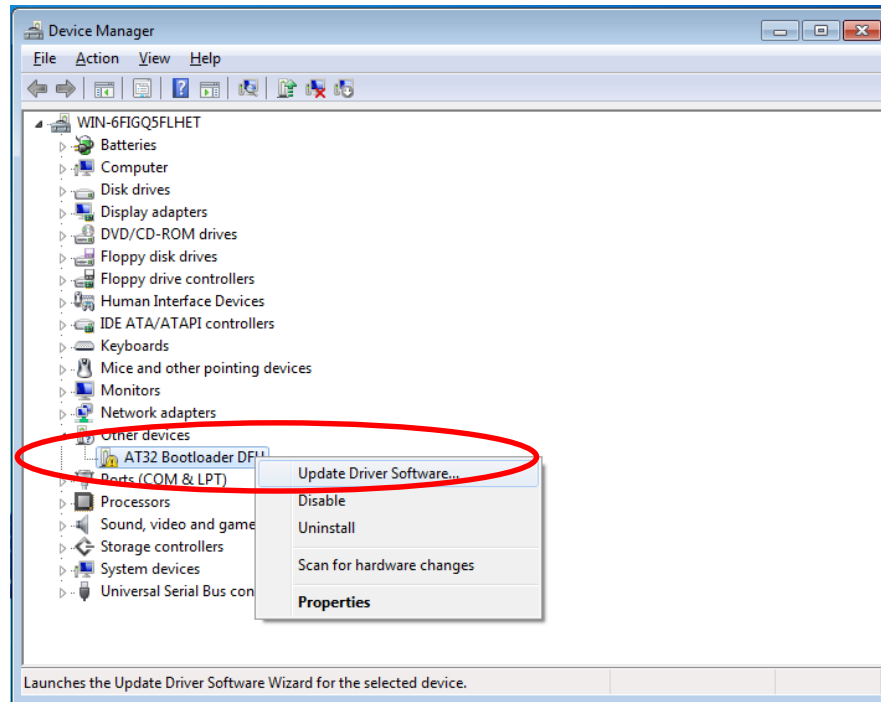 Device Manager
File Action View Help
WIN-6FIGQ5FLHET
Batteries
Computer
Disk drives
Display adapters
DVD/CD-ROM drives
Floppy disk drives
Floppy drive controllers
Human Interface Devices
IDE ATA/ATAPI controllers
Keyboards
Mice and other pointing devices
Monitors
Network adapters
Other devices
AT32 Bootloader DFU
Ports (COM & LPT)
Processors
Sound, video and game
Storage controllers
System devices
Universal Serial Bus con
Update Driver Software...
Disable
Uninstall
Scan for hardware changes
Properties
Launches the Update Driver Software Wizard for the selected device.